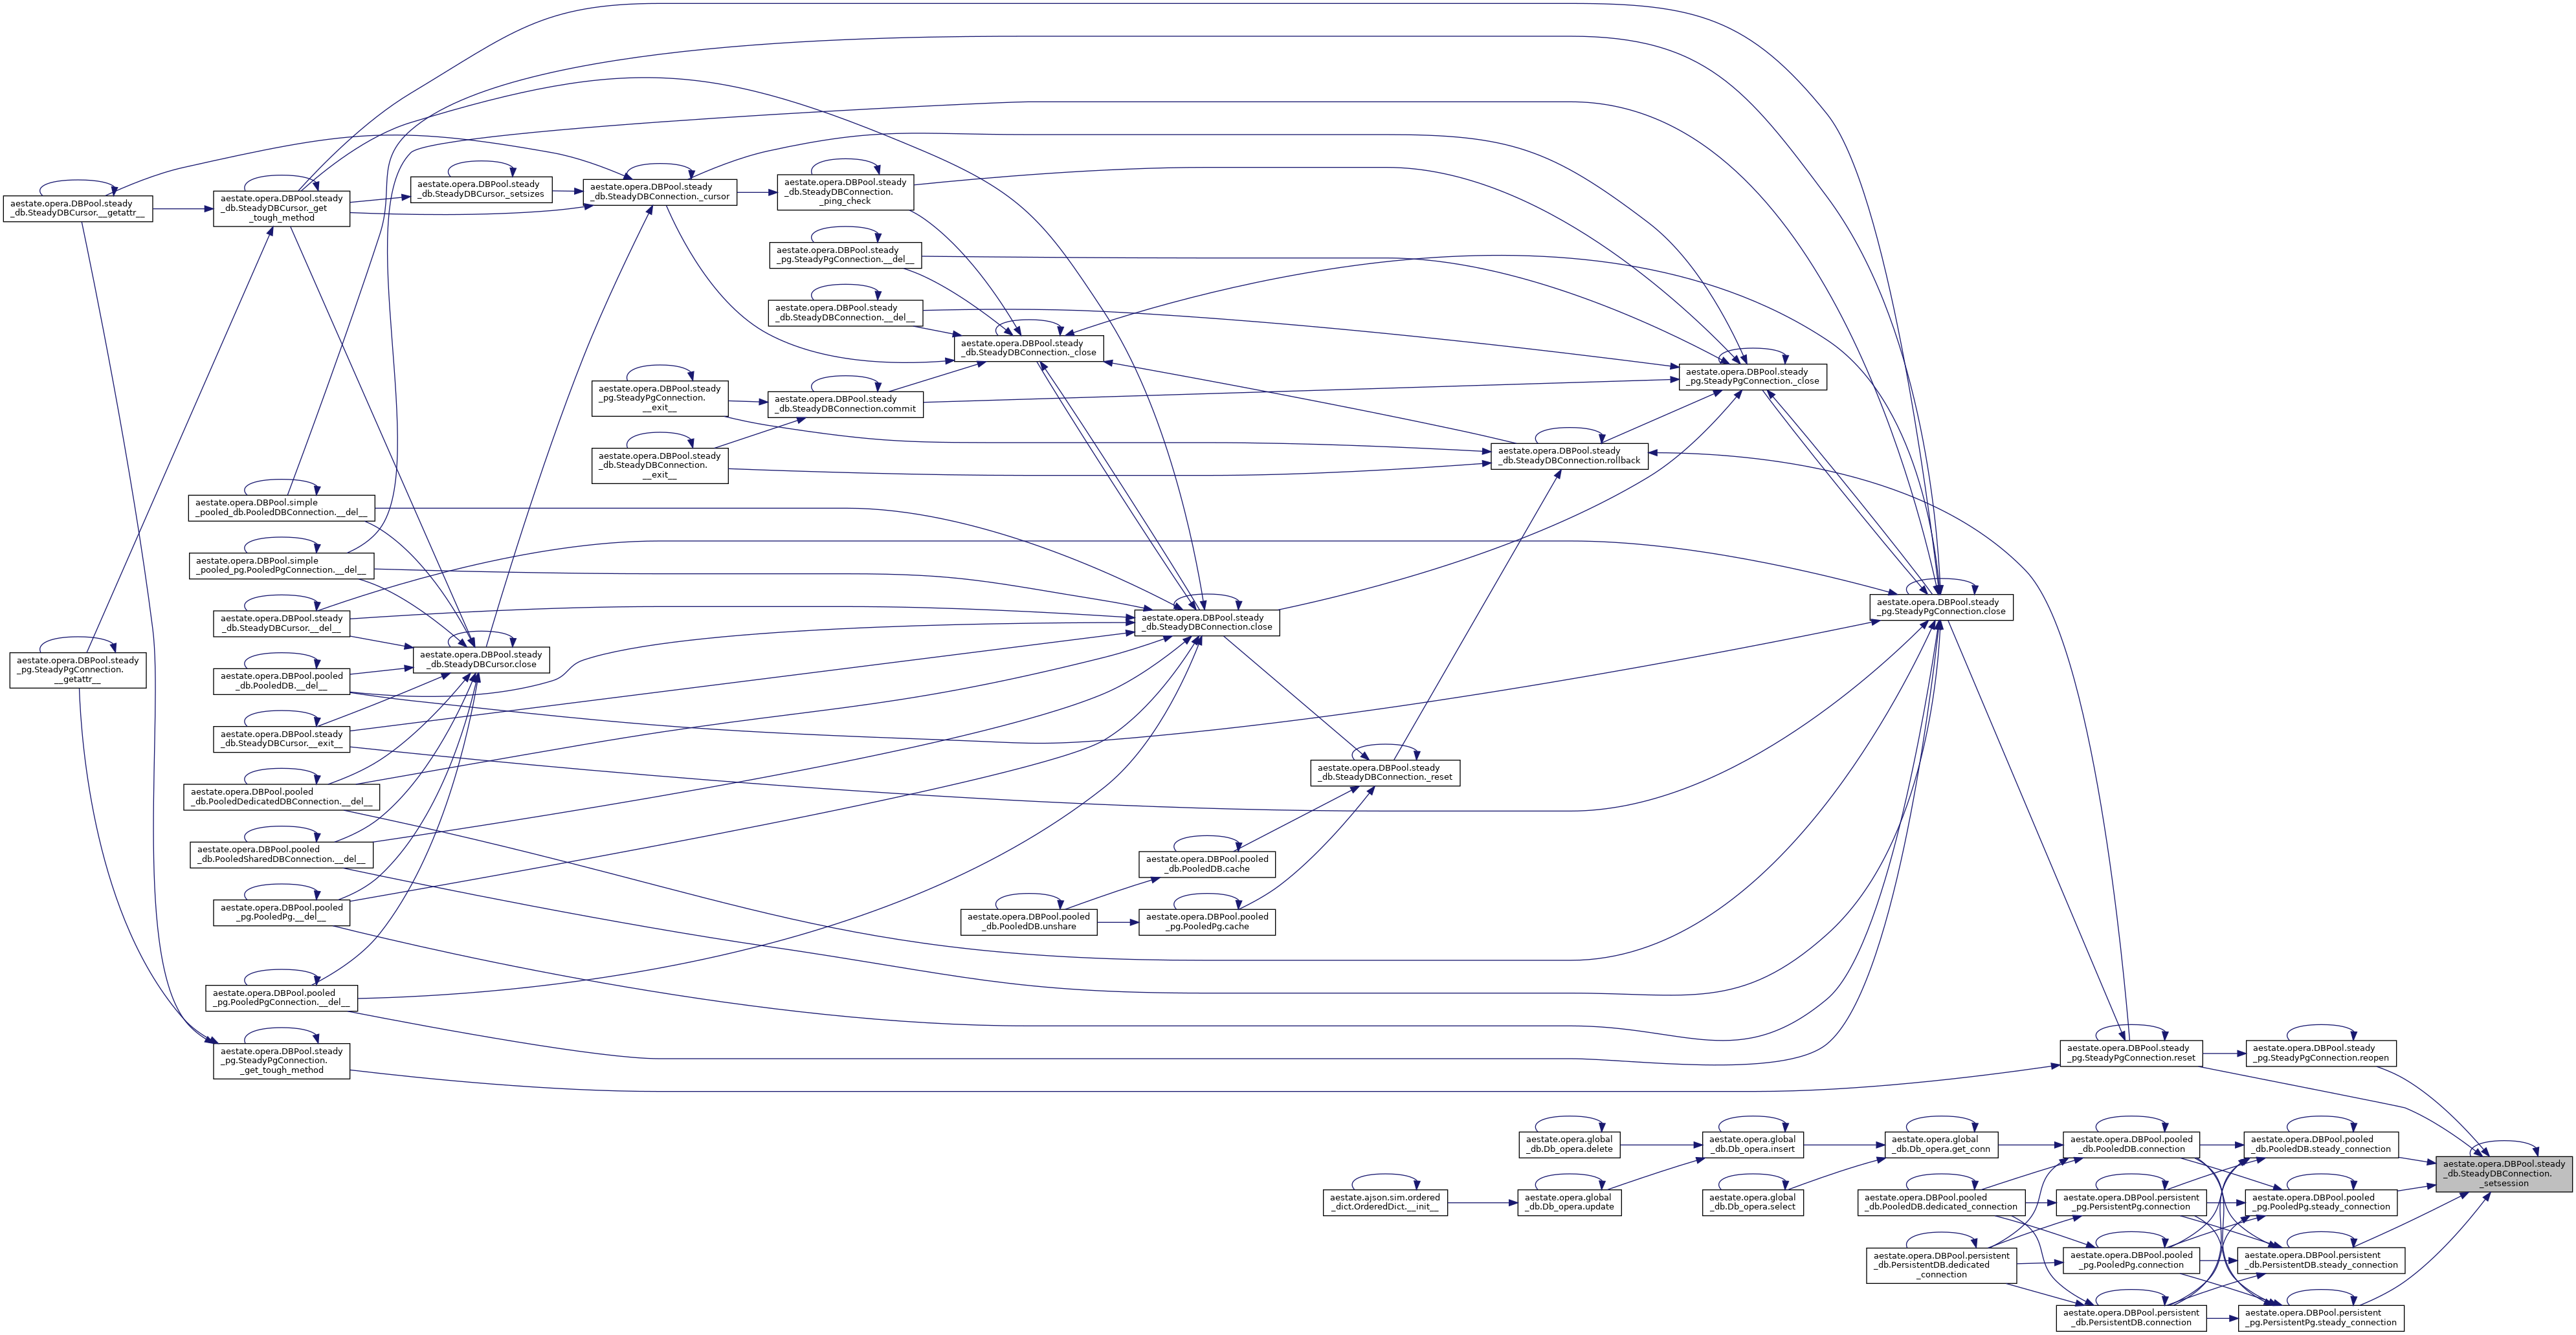 aestate.opera.DBPool.steady
_db.SteadyDBCursor.__getattr__
aestate.opera.DBPool.steady
_db.SteadyDBCursor._get
_tough_method
aestate.opera.DBPool.steady
_db.SteadyDBCursor._setsizes
aestate.opera.DBPool.steady
_db.SteadyDBConnection._cursor
aestate.opera.DBPool.steady
_db.SteadyDBConnection.
_ping_check
aestate.opera.DBPool.steady
_pg.SteadyPgConnection.__del__
aestate.opera.DBPool.steady
_db.SteadyDBConnection.__del__
aestate.opera.DBPool.steady
_db.SteadyDBConnection._close
aestate.opera.DBPool.steady
_pg.SteadyPgConnection._close
aestate.opera.DBPool.steady
_pg.SteadyPgConnection.
__exit__
aestate.opera.DBPool.steady
_db.SteadyDBConnection.commit
aestate.opera.DBPool.steady
_db.SteadyDBConnection.
__exit__
aestate.opera.DBPool.steady
_db.SteadyDBConnection.rollback
aestate.opera.DBPool.simple
_pooled_db.PooledDBConnection.__del__
aestate.opera.DBPool.simple
_pooled_pg.PooledPgConnection.__del__
aestate.opera.DBPool.steady
_db.SteadyDBCursor.__del__
aestate.opera.DBPool.steady
_db.SteadyDBConnection.close
aestate.opera.DBPool.steady
_pg.SteadyPgConnection.close
aestate.opera.DBPool.steady
_pg.SteadyPgConnection.
__getattr__
aestate.opera.DBPool.steady
_db.SteadyDBCursor.close
aestate.opera.DBPool.pooled
_db.PooledDB.__del__
aestate.opera.DBPool.steady
_db.SteadyDBCursor.__exit__
aestate.opera.DBPool.steady
_db.SteadyDBConnection._reset
aestate.opera.DBPool.pooled
_db.PooledDedicatedDBConnection.__del__
aestate.opera.DBPool.pooled
_db.PooledSharedDBConnection.__del__
aestate.opera.DBPool.pooled
_db.PooledDB.cache
aestate.opera.DBPool.pooled
_pg.PooledPg.__del__
aestate.opera.DBPool.pooled
_db.PooledDB.unshare
aestate.opera.DBPool.pooled
_pg.PooledPg.cache
aestate.opera.DBPool.pooled
_pg.PooledPgConnection.__del__
aestate.opera.DBPool.steady
_pg.SteadyPgConnection.
_get_tough_method
aestate.opera.DBPool.steady
_pg.SteadyPgConnection.reset
aestate.opera.DBPool.steady
_pg.SteadyPgConnection.reopen
aestate.opera.global
_db.Db_opera.delete
aestate.opera.global
_db.Db_opera.insert
aestate.opera.global
_db.Db_opera.get_conn
aestate.opera.DBPool.pooled
_db.PooledDB.connection
aestate.opera.DBPool.pooled
_db.PooledDB.steady_connection
aestate.opera.DBPool.steady
_db.SteadyDBConnection.
_setsession
aestate.ajson.sim.ordered
_dict.OrderedDict.__init__
aestate.opera.global
_db.Db_opera.update
aestate.opera.global
_db.Db_opera.select
aestate.opera.DBPool.pooled
_db.PooledDB.dedicated_connection
aestate.opera.DBPool.persistent
_pg.PersistentPg.connection
aestate.opera.DBPool.pooled
_pg.PooledPg.steady_connection
aestate.opera.DBPool.persistent
_db.PersistentDB.dedicated
_connection
aestate.opera.DBPool.pooled
_pg.PooledPg.connection
aestate.opera.DBPool.persistent
_db.PersistentDB.steady_connection
aestate.opera.DBPool.persistent
_db.PersistentDB.connection
aestate.opera.DBPool.persistent
_pg.PersistentPg.steady_connection